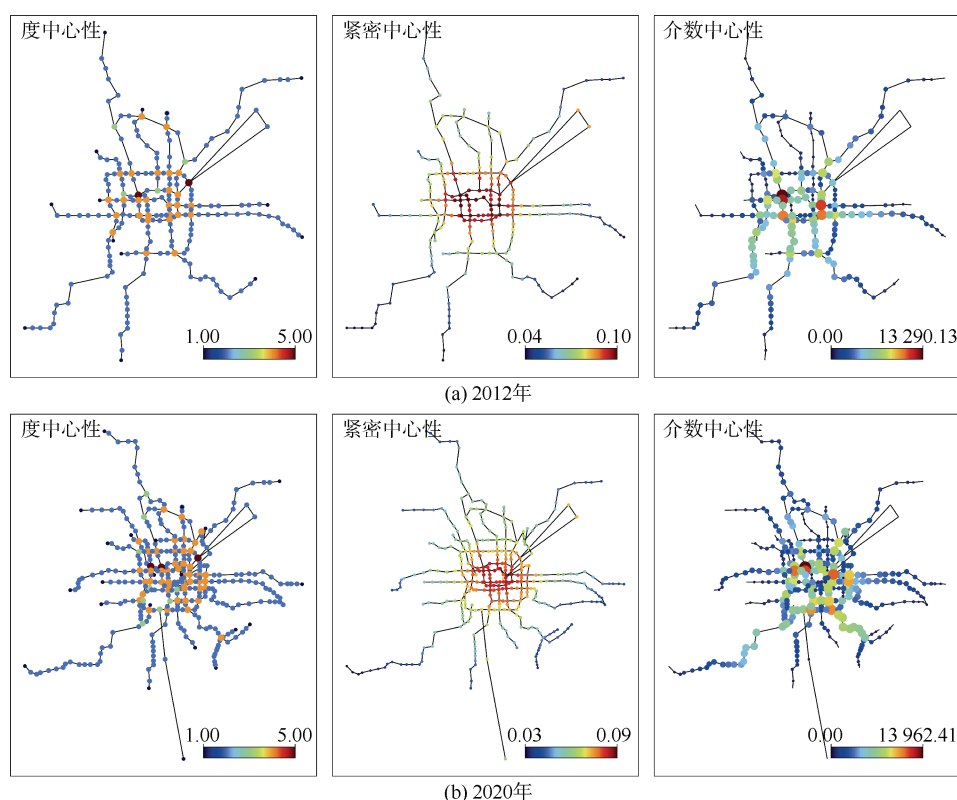 度中心性 紧密中心性 介数中心性
1.00 5.00 0.04 0.10 0.00 13 290.13
(a) 2012年
度中心性 紧密中心性 介数中心性
1.00 5.00 0.03 0.09 0.00 13 962.41
(b) 2020年